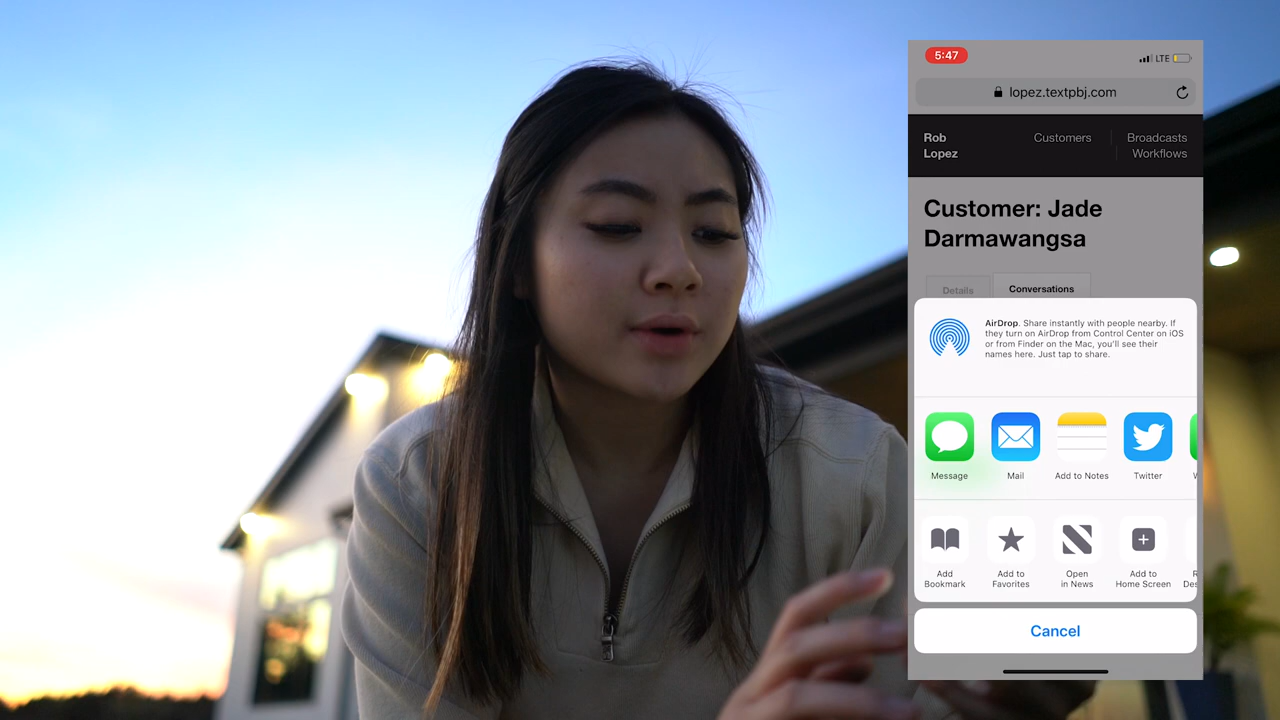 5:47
LTE
lopez.textpbj.com
Rob
Lopez
Customers
Broadcasts
Workflows
Customer: Jade
Darmawangsa
Details
Conversations
AirDrop. Share instantly with people nearby. If
they turn on AirDrop from Control Center on iOS
or from Finder on the Mac, you'll see their
names here. Just tap to share.
Message
Mail
Add to Notes
Twitter
Add
Bookmark
Add to
Favorites
Open
in News
Add to
Home Screen
Cancel